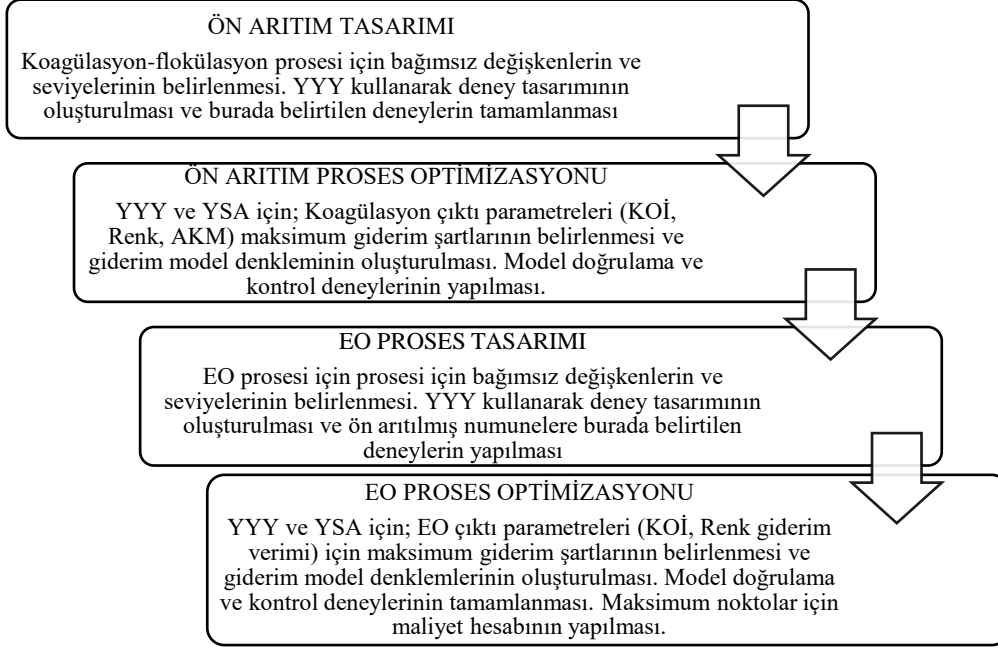 ÖN ARITIM TASARIMI
Koagülasyon-flokülasyon prosesi için bağımsız değişkenlerin ve
seviyelerinin belirlenmesi. YYY kullanarak deney tasarımının
oluşturulması ve burada belirtilen deneylerin tamamlanması
ÖN ARITIM PROSES OPTİMİZASYONU
YYY ve YSA için; Koagülasyon çıktı parametreleri (KOİ,
Renk, AKM) maksimum giderim şartlarının belirlenmesi ve
giderim model denkleminin oluşturulması. Model doğrulama ve
kontrol deneylerinin yapılması.
EO PROSES TASARIMI
EO prosesi için prosesi için bağımsız değişkenlerin ve
seviyelerinin belirlenmesi. YYY kullanarak deney tasarımının
oluşturulması ve ön arıtılmış numunelere burada belirtilen
deneylerin yapılması
EO PROSES OPTİMİZASYONU
YYY ve YSA için; EO çıktı parametreleri (KOİ, Renk giderim
verimi) için maksimum giderim şartlarının belirlenmesi ve
giderim model denklemlerinin oluşturulması. Model doğrulama
ve kontrol deneylerinin tamamlanması. Maksimum noktolar için
maliyet hesabının yapılması.